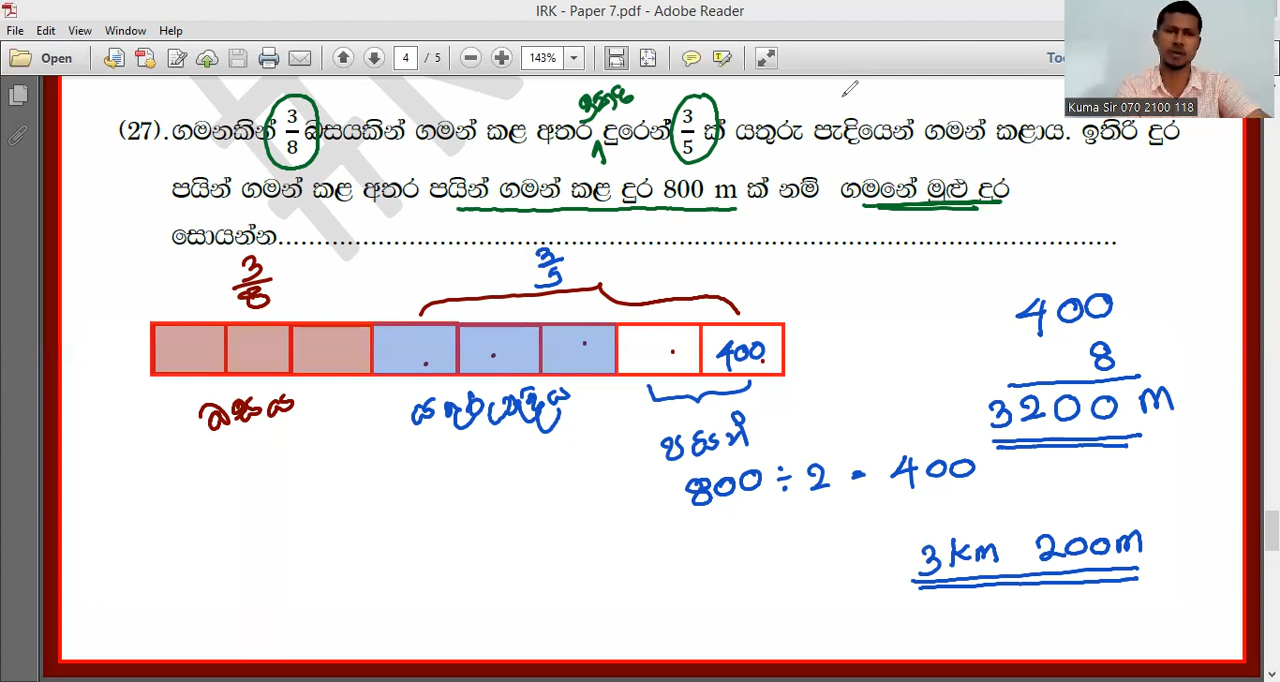 IRK - Paper 7.pdf - Adobe Reader
File Edit View Window Help
Open 4 / 5 143%
Kuma Sir 070 2100 118
ඉතිරි
(27). ගමනකින් 3/8 බසයකින් ගමන් කළ අතර දුරෙන් 3/5 ක් යතුරු පැදියෙන් ගමන් කළාය. ඉතිරි දුර
පයින් ගමන් කළ අතර පයින් ගමන් කළ දුර 800 m ක් නම් ගමනේ මුළු දුර
සොයන්න..........................................................................................
3/8 3/5
400
400
8
3200 m
බසය යතුරුපැදිය
පයින්
800 ÷ 2 = 400
3km 200m